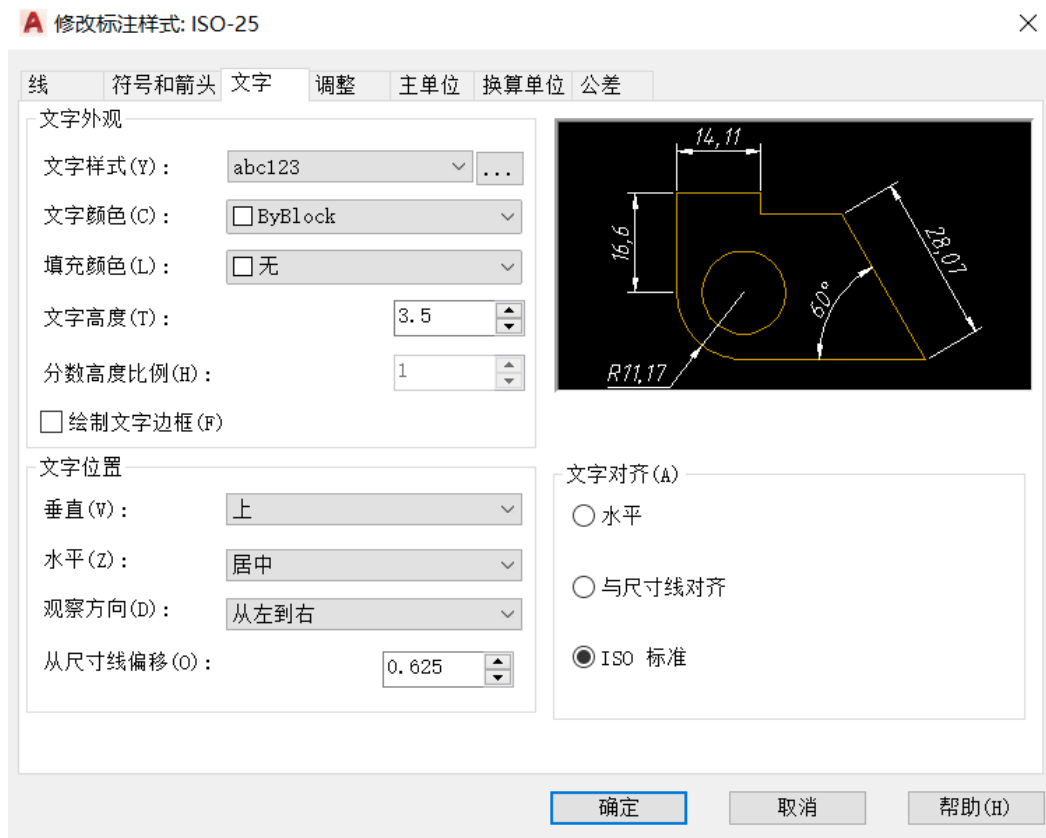 修改标注样式: ISO-25
线 符号和箭头 文字 调整 主单位 换算单位 公差
文字外观
文字样式(Y): abc123 ...
文字颜色(C): ByBlock
填充颜色(L): 无
文字高度(T): 3.5
分数高度比例(H): 1
绘制文字边框(F)
14,11
16,6
28,07
60°
R11,17
文字位置
垂直(V): 上
水平(Z): 居中
观察方向(D): 从左到右
从尺寸线偏移(O): 0.625
文字对齐(A)
水平
与尺寸线对齐
ISO 标准
确定 取消 帮助(H)